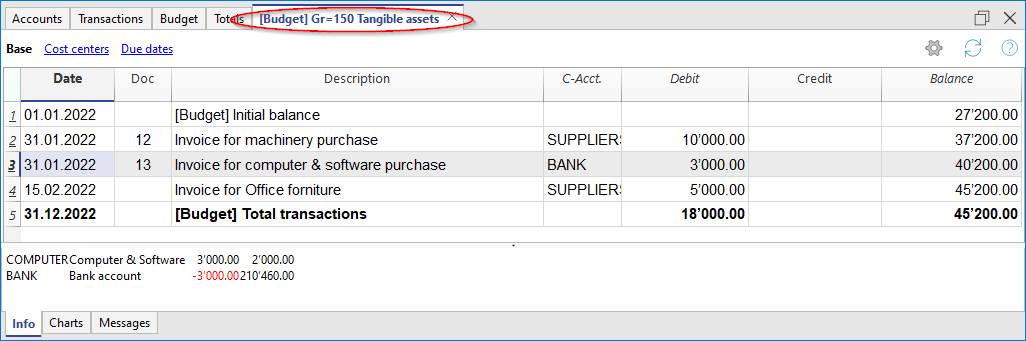 Accounts Transactions Budget Totals [Budget] Gr=150 Tangible assets
Base Cost centers Due dates
Date Doc Description C-Acct. Debit Credit Balance
1 01.01.2022 [Budget] Initial balance 27'200.00
2 31.01.2022 12 Invoice for machinery purchase SUPPLIERS 10'000.00 37'200.00
3 31.01.2022 13 Invoice for computer & software purchase BANK 3'000.00 40'200.00
4 15.02.2022 Invoice for Office forniture SUPPLIERS 5'000.00 45'200.00
5 31.12.2022 [Budget] Total transactions 18'000.00 45'200.00
COMPUTER Computer & Software 3'000.00 2'000.00
BANK Bank account -3'000.00 210'460.00
Info Charts Messages